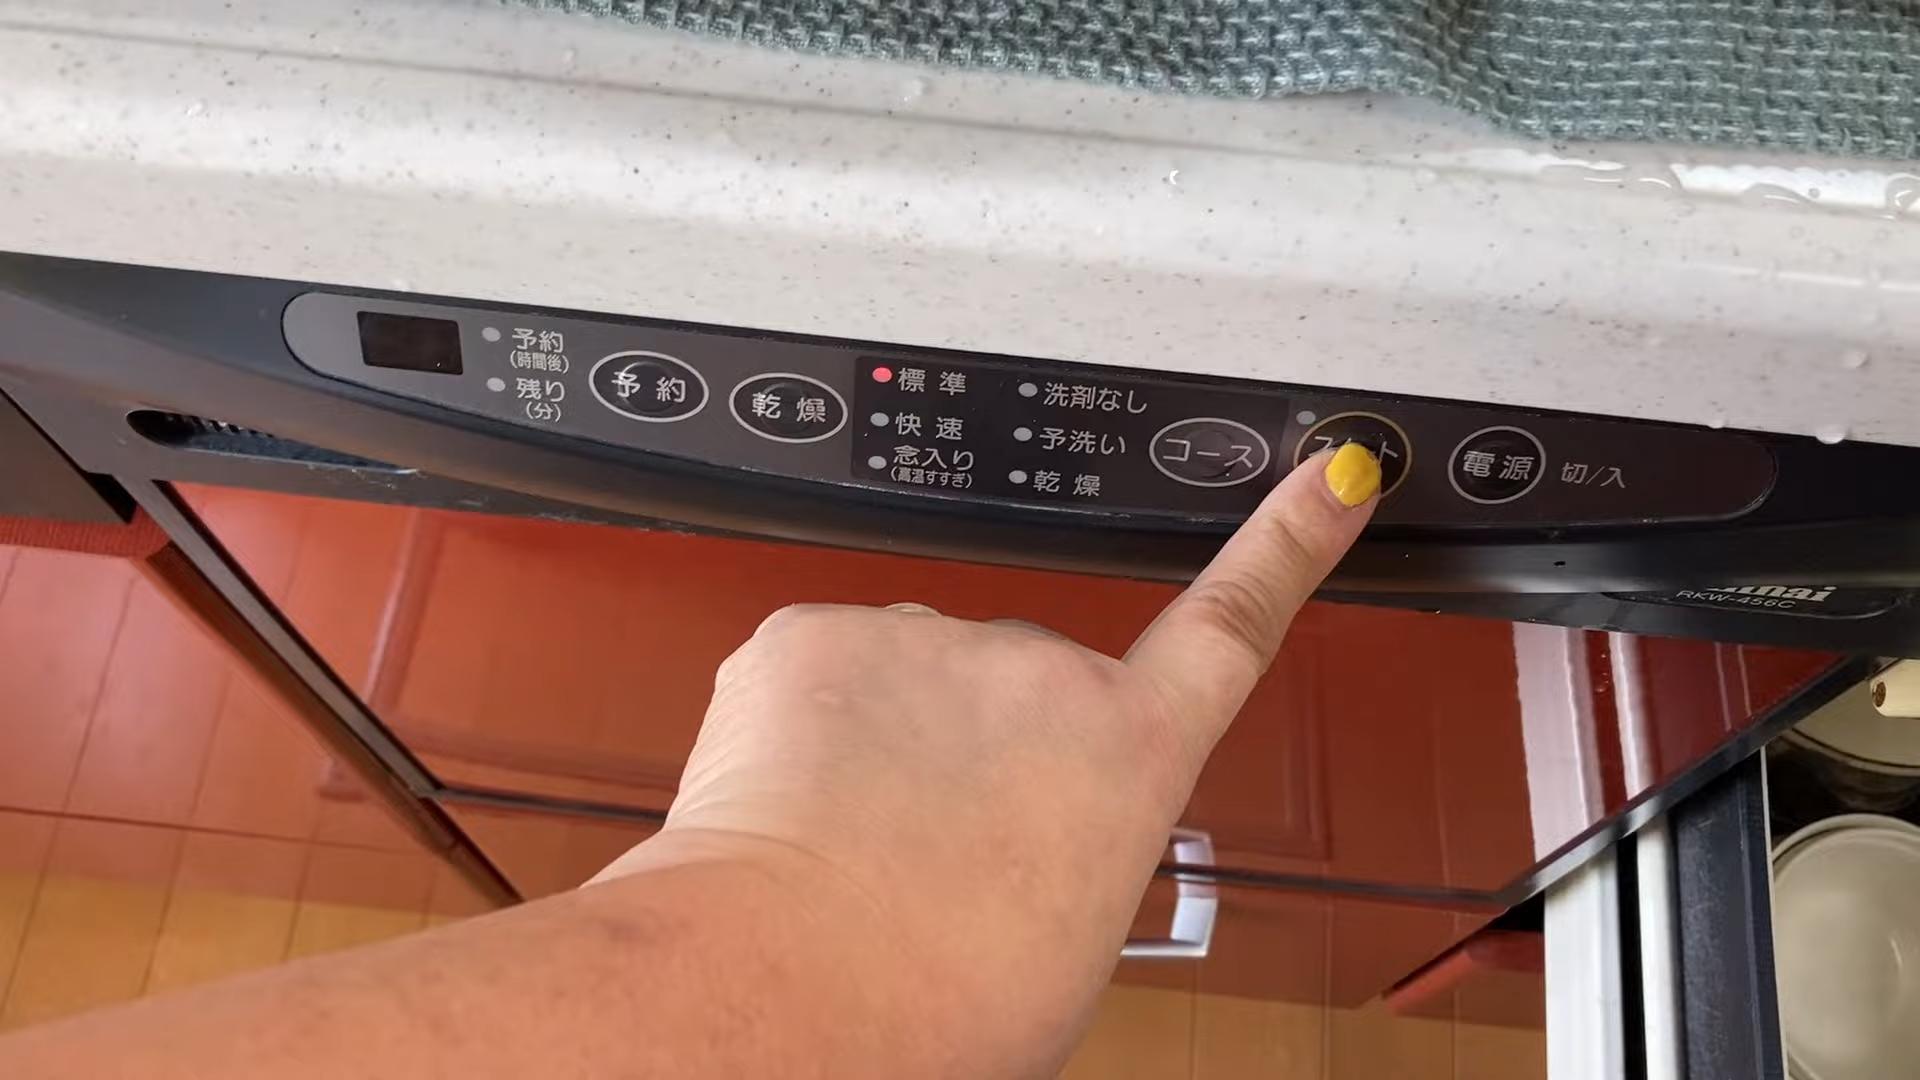 予約
(時間後)
残り
(分)
予約
乾燥
標準
快速
念入り
(高温すすぎ)
洗剤なし
予洗い
乾燥
コース
電源
切/入
RKW-456C